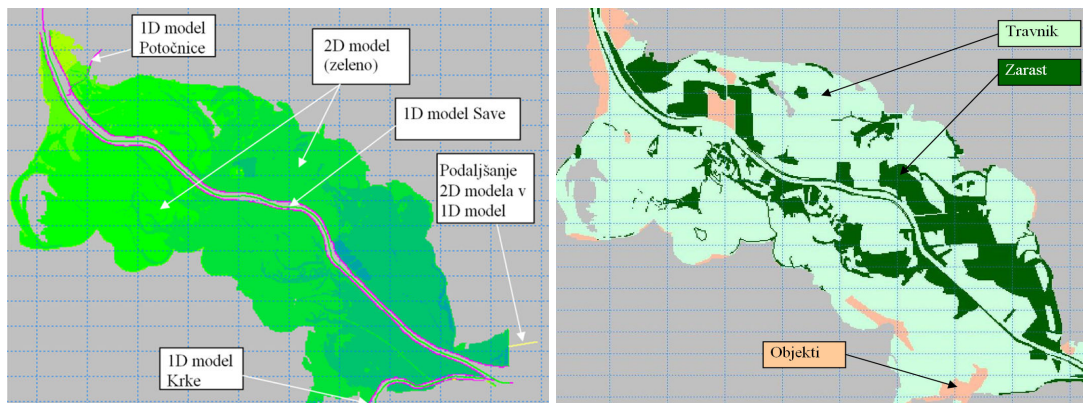 1D model
Potočnice
2D model
(zeleno)
1D model Save
Podaljšanje
2D modela v
1D model
1D model
Krke
Travnik
Zarast
Objekti